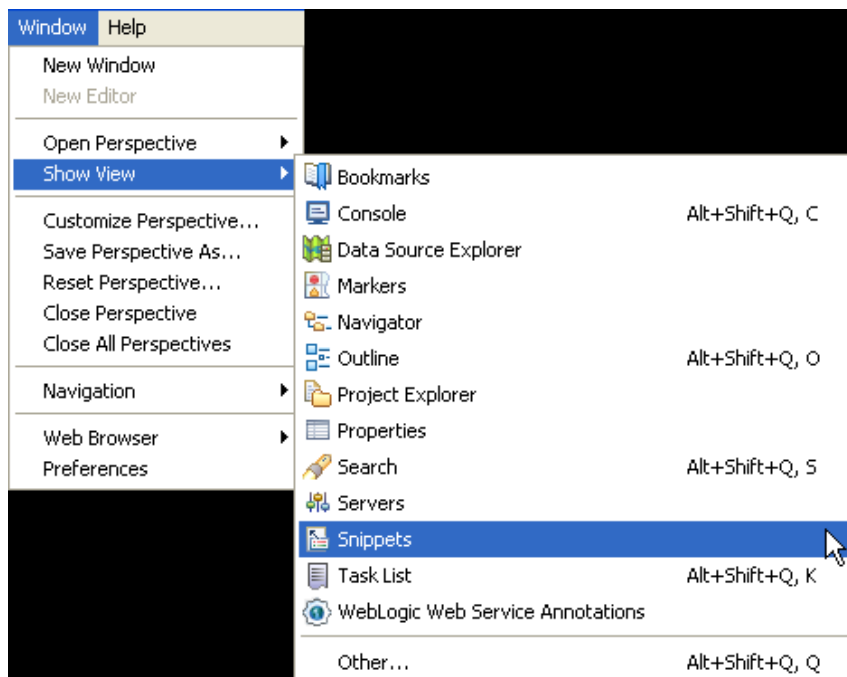 Window Help
New Window
New Editor
Open Perspective
Show View
Customize Perspective...
Save Perspective As...
Reset Perspective...
Close Perspective
Close All Perspectives
Navigation
Web Browser
Preferences
Bookmarks
Console Alt+Shift+Q, C
Data Source Explorer
Markers
Navigator
Outline Alt+Shift+Q, O
Project Explorer
Properties
Search Alt+Shift+Q, S
Servers
Snippets
Task List Alt+Shift+Q, K
WebLogic Web Service Annotations
Other... Alt+Shift+Q, Q